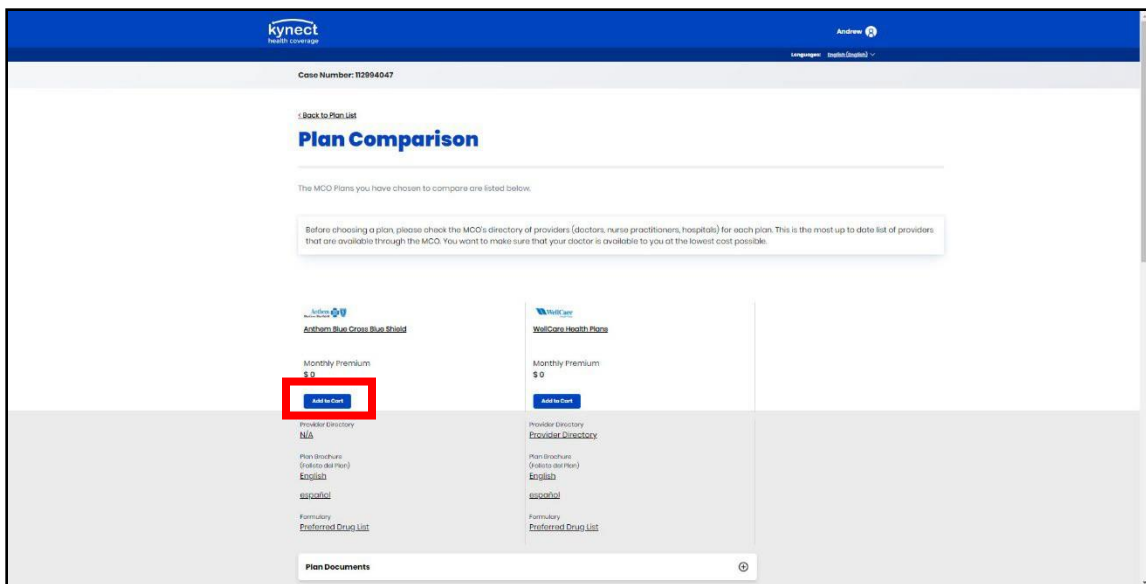 kynect
health coverage
Andrew
Languages: English (English)
Case Number: 112994047
< Back to Plan List
Plan Comparison
The MCO Plans you have chosen to compare are listed below.
Before choosing a plan, please check the MCO's directory of providers (doctors, nurse practitioners, hospitals) for each plan. This is the most up to date list of providers
that are available through the MCO. You want to make sure that your doctor is available to you at the lowest cost possible.
Anthem
WellCare
Anthem Blue Cross Blue Shield
WellCare Health Plans
Monthly Premium
Monthly Premium
$ 0
$ 0
Add to Cart
Add to Cart
Provider Directory
Provider Directory
N/A
Provider Directory
Plan Brochure
Plan Brochure
(Folleto del Plan)
(Folleto del Plan)
English
English
español
español
Formulary
Formulary
Preferred Drug List
Preferred Drug List
Plan Documents